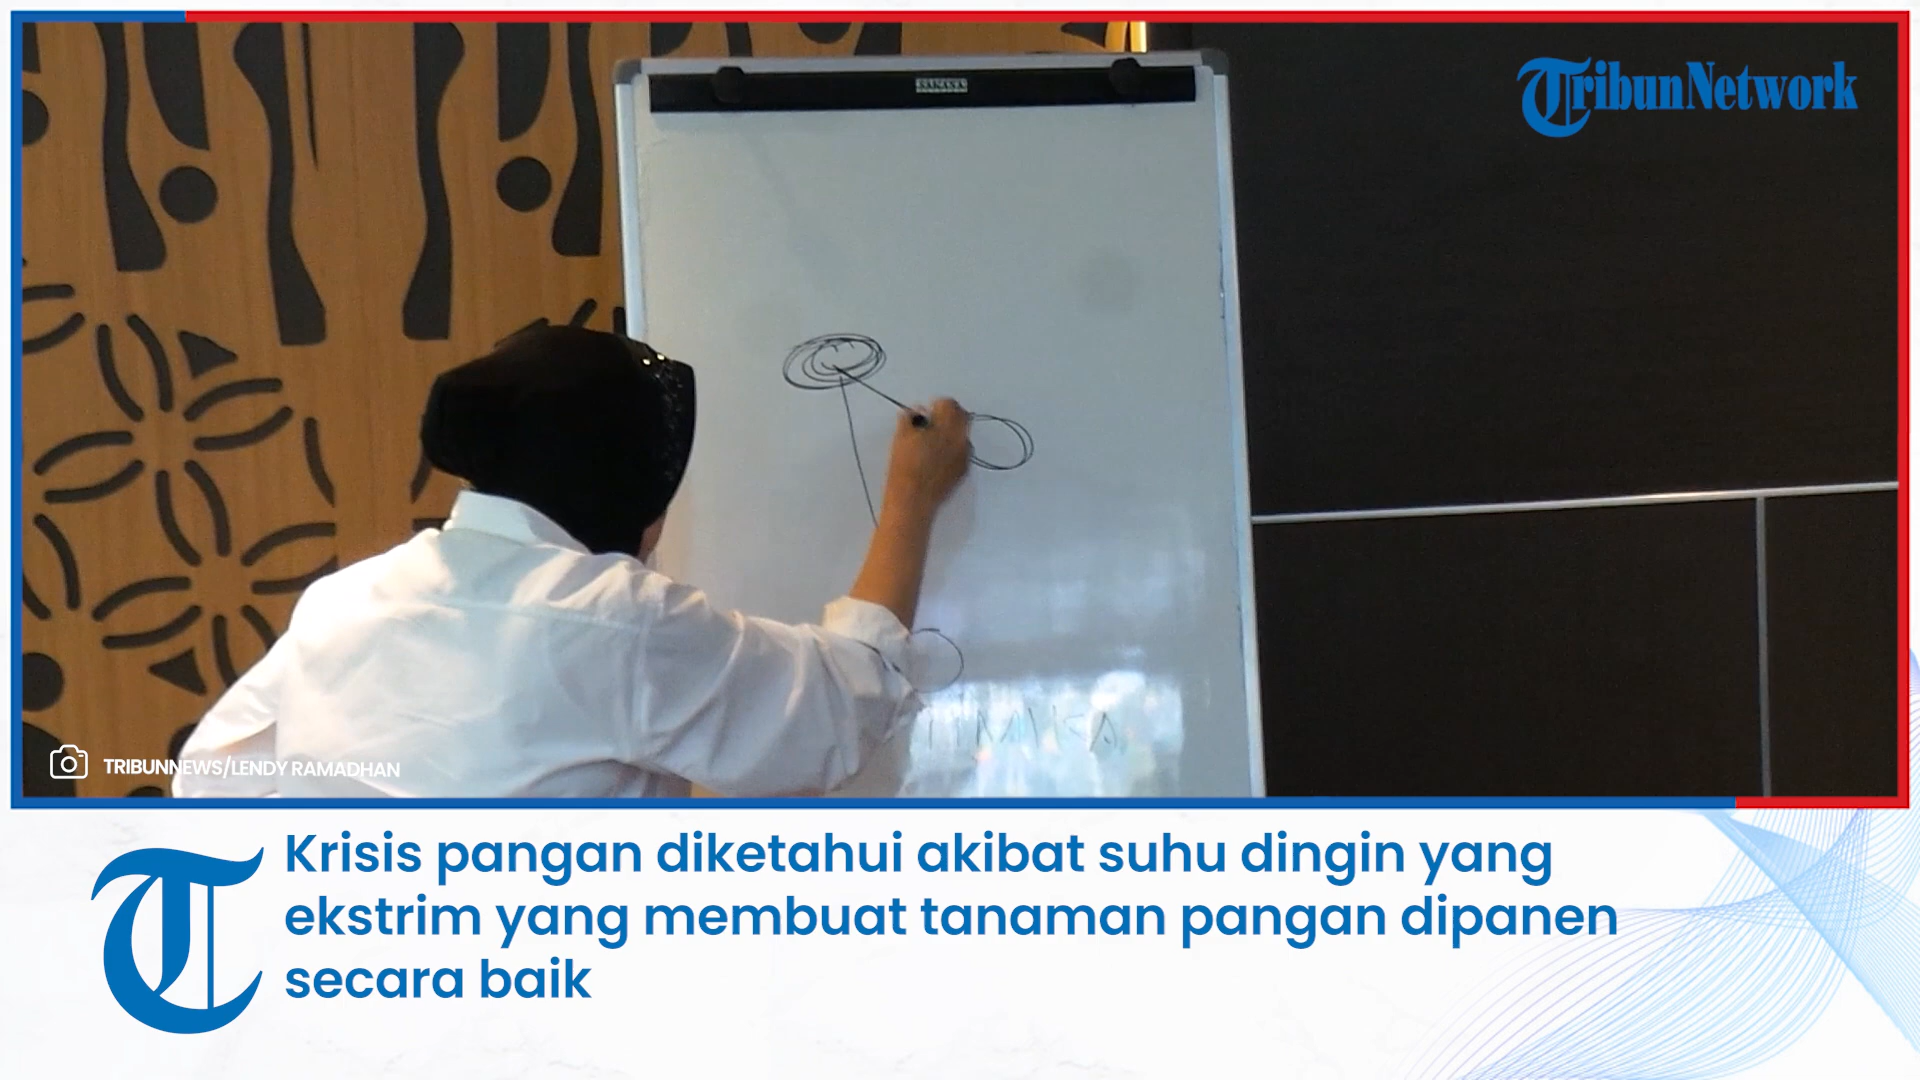 TribunNetwork
TIMIKA
TRIBUNNEWS/LENDY RAMADHAN
Krisis pangan diketahui akibat suhu dingin yang
ekstrim yang membuat tanaman pangan dipanen
secara baik